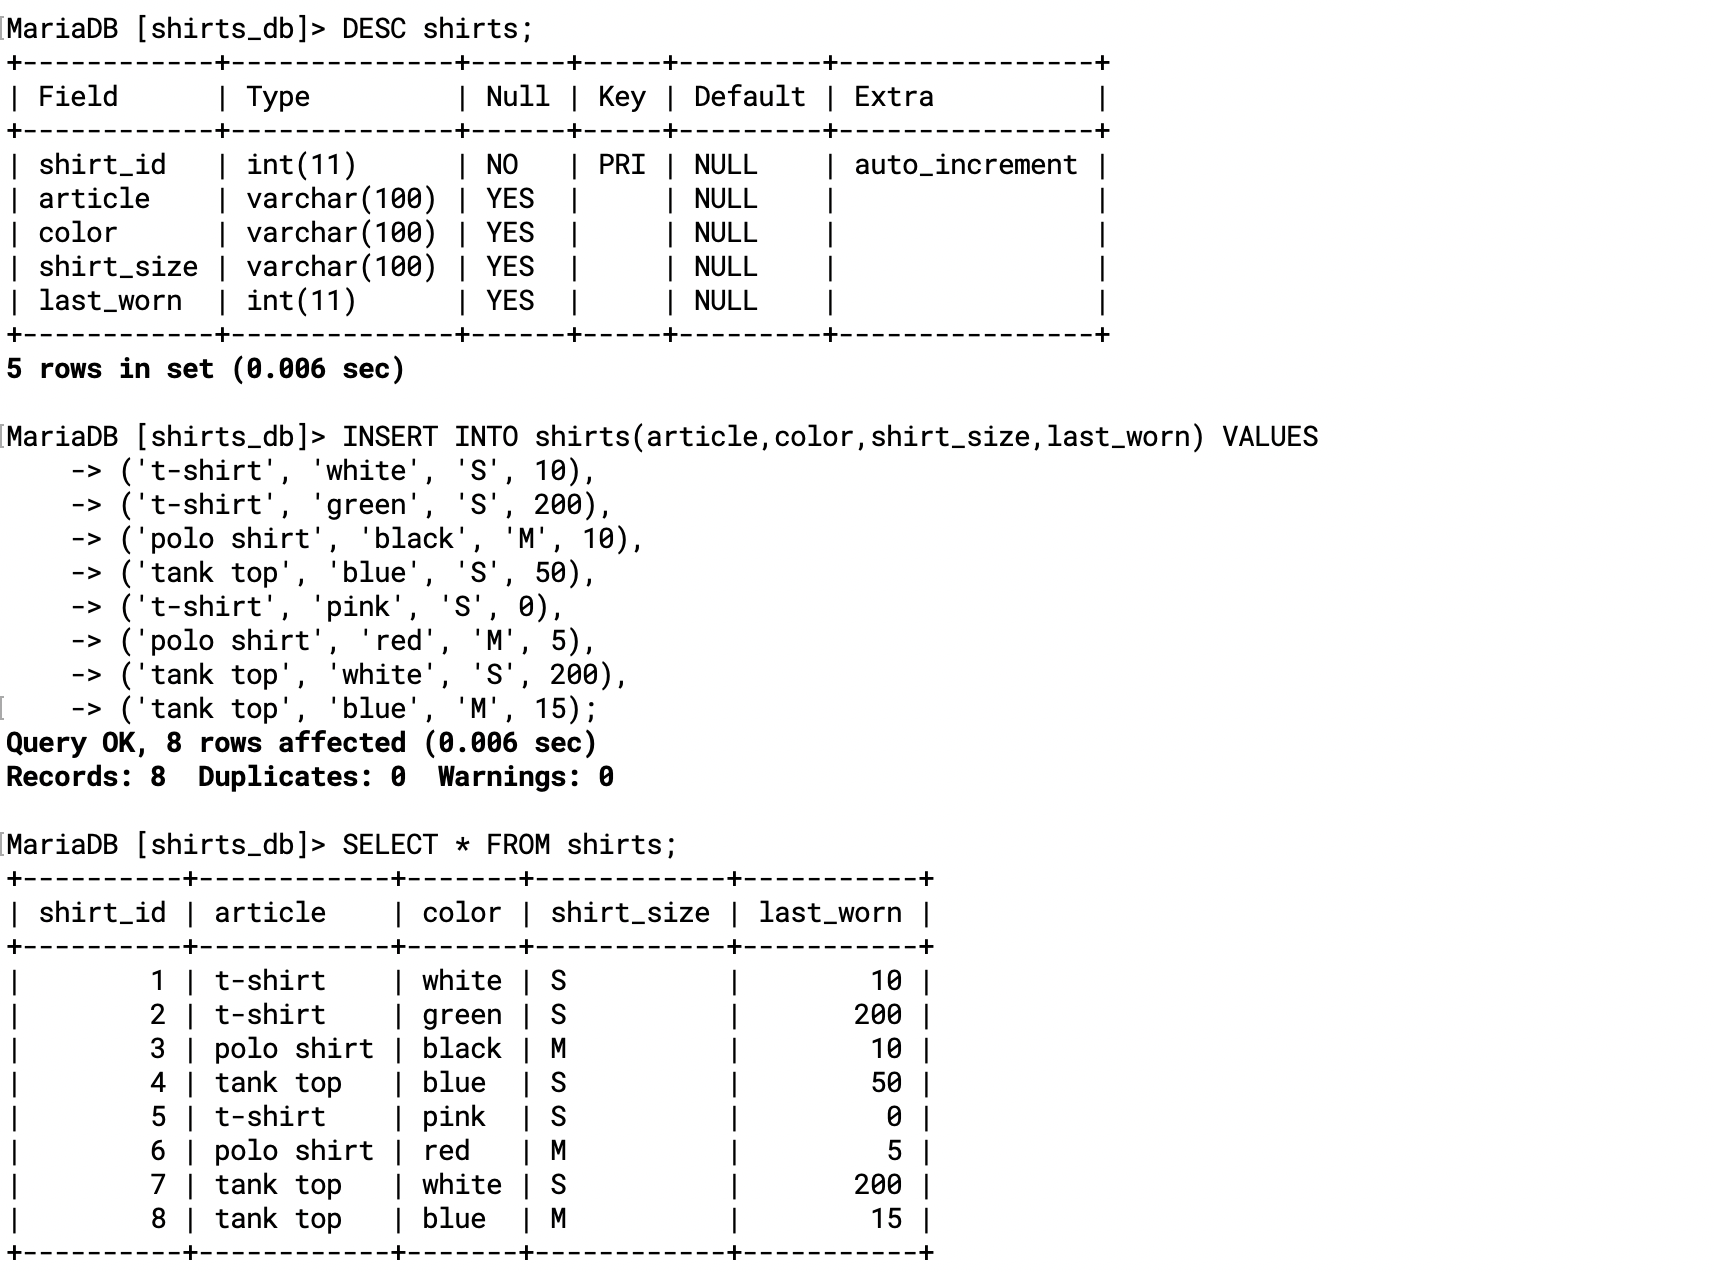 MariaDB [shirts_db]> DESC shirts;
+------------+--------------+------+-----+---------+----------------+
| Field      | Type         | Null | Key | Default | Extra          |
+------------+--------------+------+-----+---------+----------------+
| shirt_id   | int(11)      | NO   | PRI | NULL    | auto_increment |
| article    | varchar(100) | YES  |     | NULL    |                |
| color      | varchar(100) | YES  |     | NULL    |                |
| shirt_size | varchar(100) | YES  |     | NULL    |                |
| last_worn  | int(11)      | YES  |     | NULL    |                |
+------------+--------------+------+-----+---------+----------------+
5 rows in set (0.006 sec)

MariaDB [shirts_db]> INSERT INTO shirts(article,color,shirt_size,last_worn) VALUES
    -> ('t-shirt', 'white', 'S', 10),
    -> ('t-shirt', 'green', 'S', 200),
    -> ('polo shirt', 'black', 'M', 10),
    -> ('tank top', 'blue', 'S', 50),
    -> ('t-shirt', 'pink', 'S', 0),
    -> ('polo shirt', 'red', 'M', 5),
    -> ('tank top', 'white', 'S', 200),
    -> ('tank top', 'blue', 'M', 15);
Query OK, 8 rows affected (0.006 sec)
Records: 8  Duplicates: 0  Warnings: 0

MariaDB [shirts_db]> SELECT * FROM shirts;
+----------+------------+-------+------------+-----------+
| shirt_id | article    | color | shirt_size | last_worn |
+----------+------------+-------+------------+-----------+
|        1 | t-shirt    | white | S          |        10 |
|        2 | t-shirt    | green | S          |       200 |
|        3 | polo shirt | black | M          |        10 |
|        4 | tank top   | blue  | S          |        50 |
|        5 | t-shirt    | pink  | S          |         0 |
|        6 | polo shirt | red   | M          |         5 |
|        7 | tank top   | white | S          |       200 |
|        8 | tank top   | blue  | M          |        15 |
+----------+------------+-------+------------+-----------+